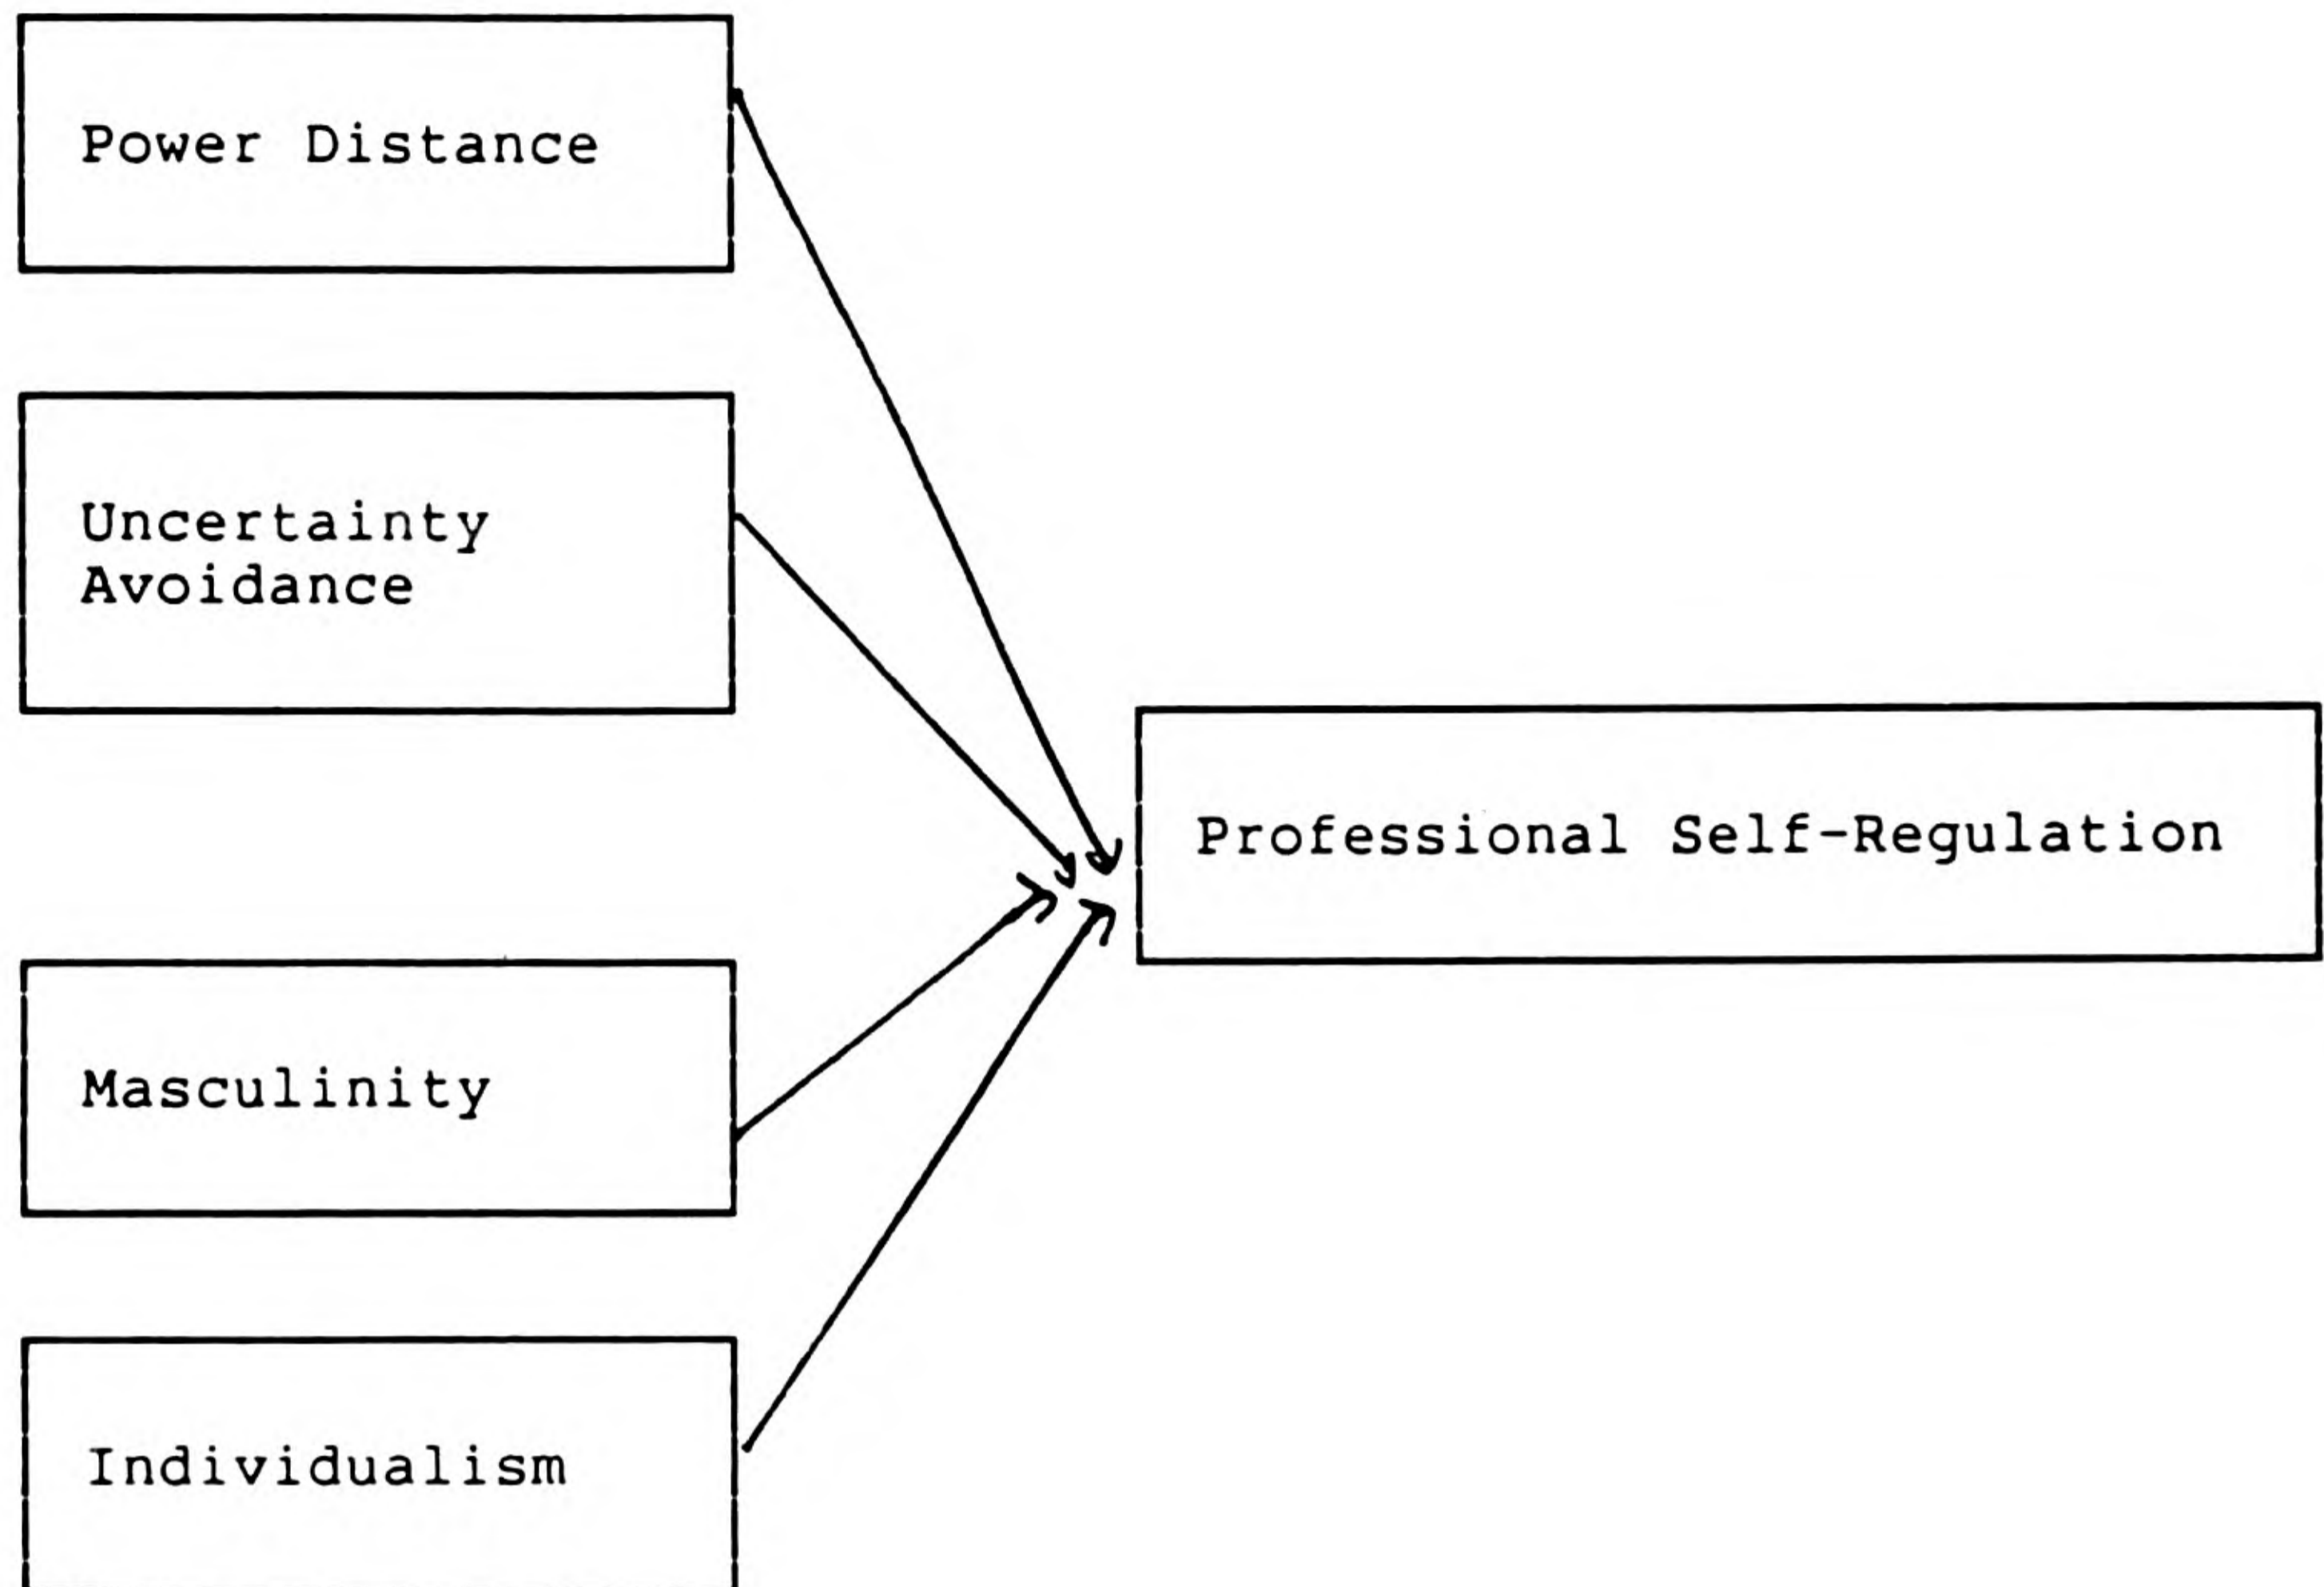 Power Distance
Uncertainty
Avoidance
Professional Self-Regulation
Masculinity
Individualism